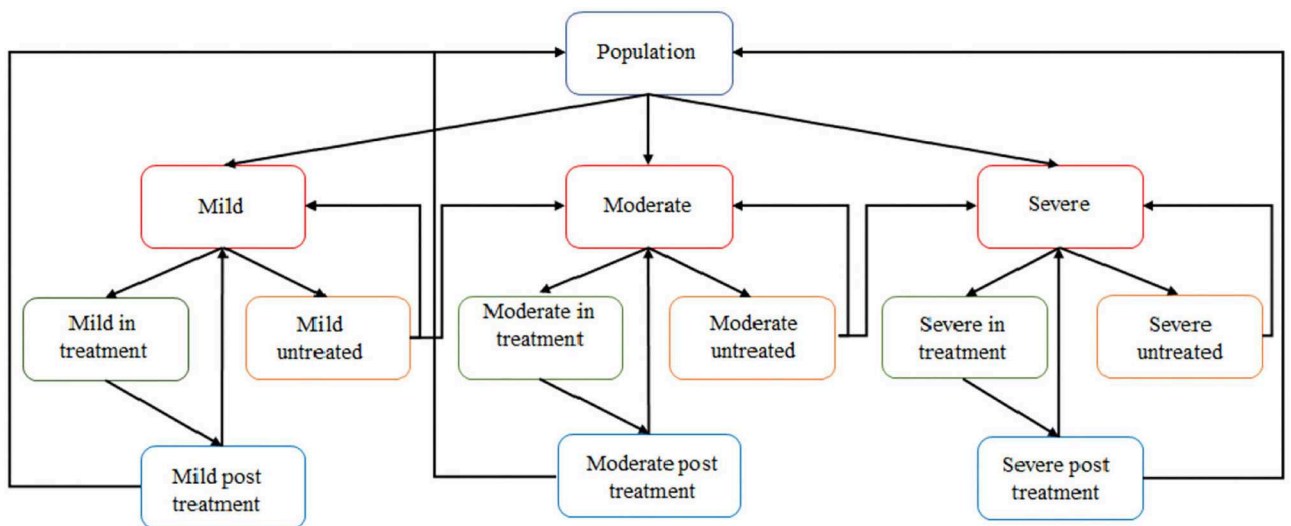 Population
Mild
Moderate
Severe
Mild in
treatment
Mild
untreated
Moderate in
treatment
Moderate
untreated
Severe in
treatment
Severe
untreated
Mild post
treatment
Moderate post
treatment
Severe post
treatment